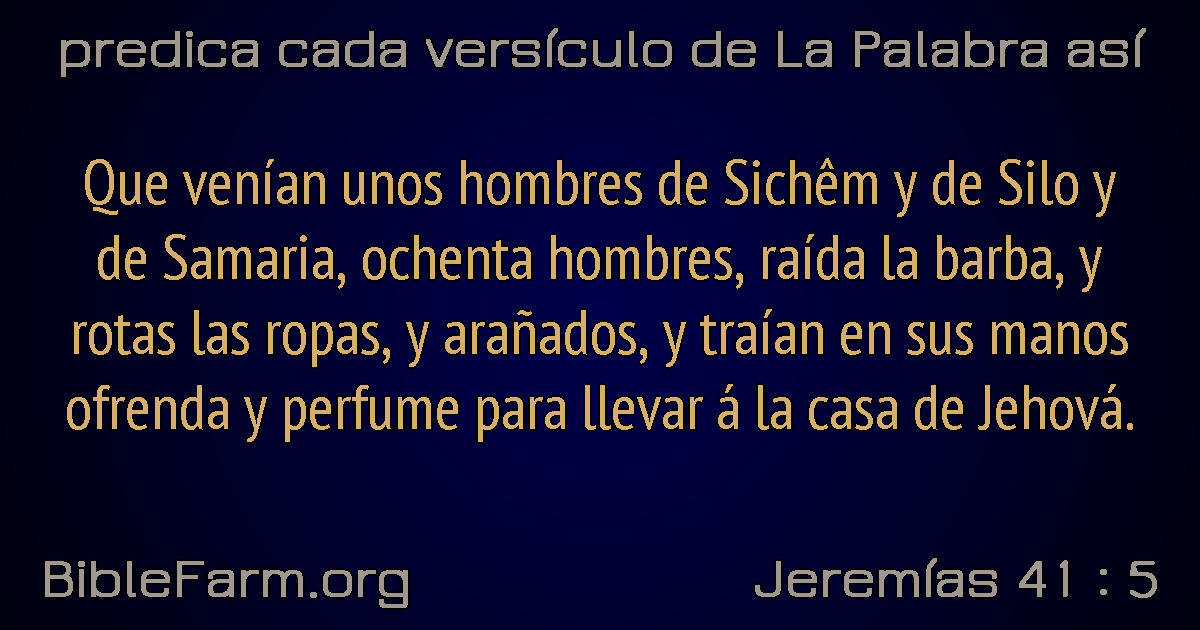 predica cada versículo de La Palabra así
Que venían unos hombres de Sichêm y de Silo y
de Samaria, ochenta hombres, raída la barba, y
rotas las ropas, y arañados, y traían en sus manos
ofrenda y perfume para llevar á la casa de Jehová.
BibleFarm.org
Jeremías 41 : 5